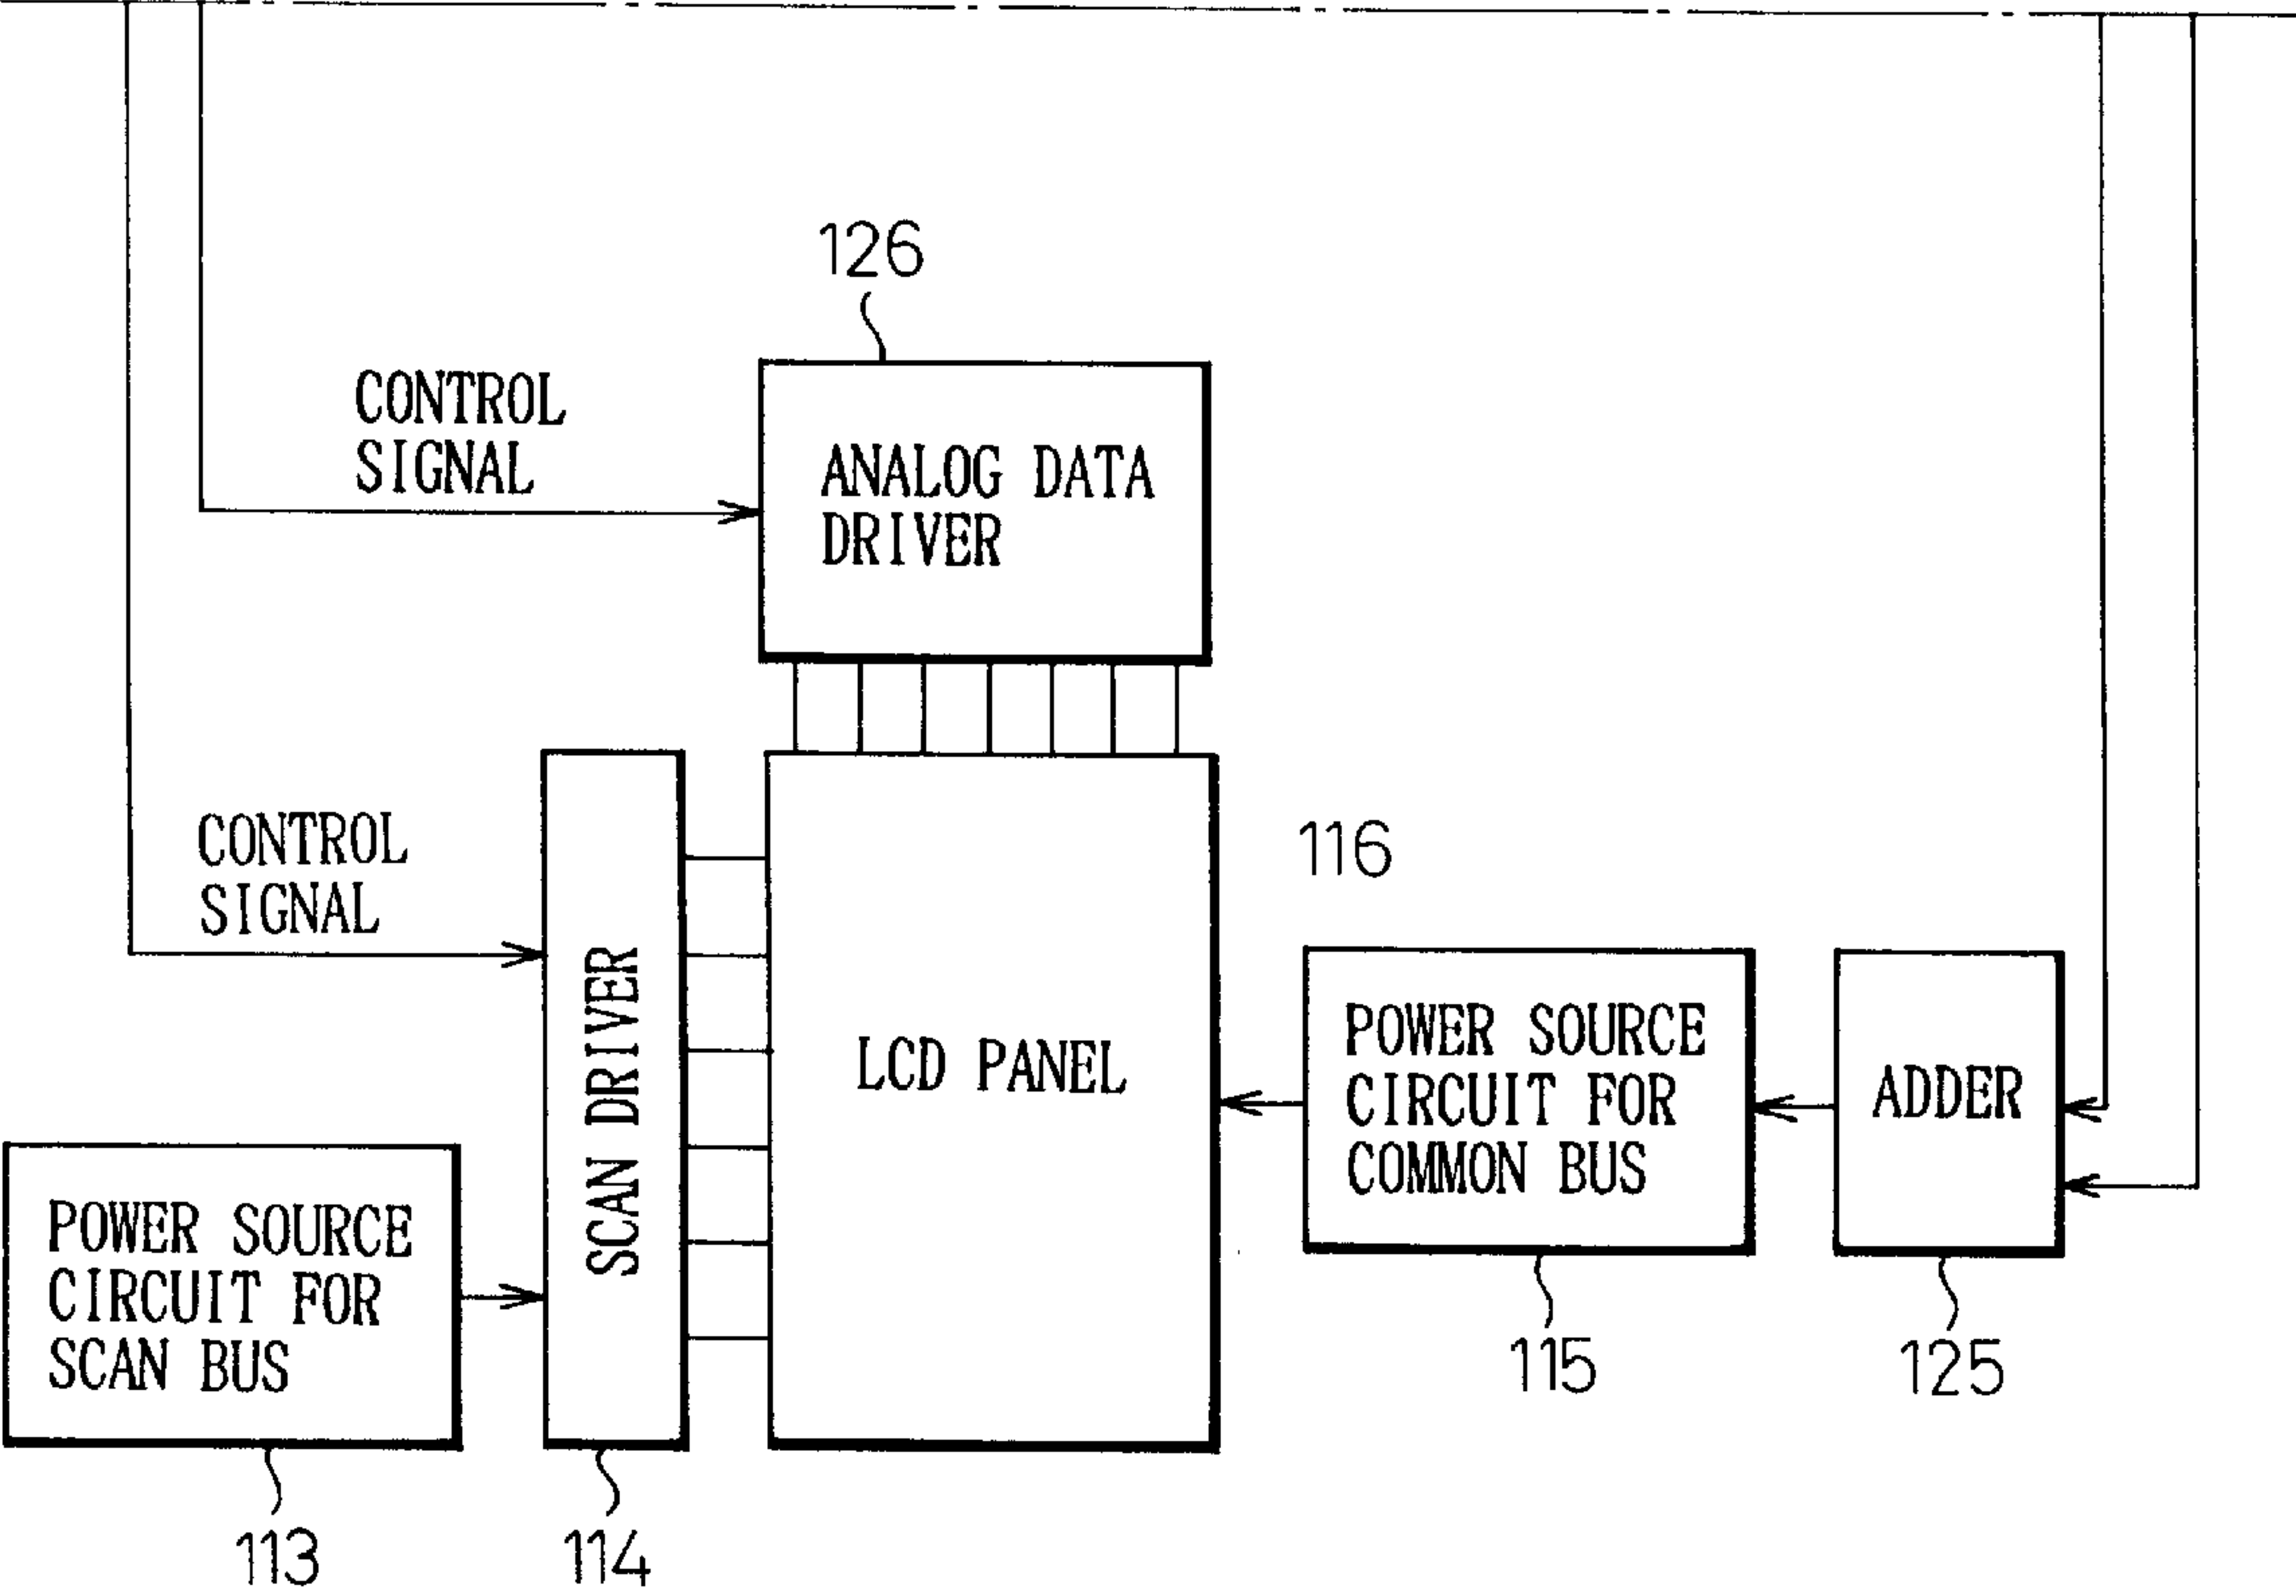 126
CONTROL
SIGNAL
ANALOG DATA
DRIVER
CONTROL
SIGNAL
116
SCAN DRIVER
LCD PANEL
POWER SOURCE
CIRCUIT FOR
COMMON BUS
ADDER
POWER SOURCE
CIRCUIT FOR
SCAN BUS
115
125
113
114